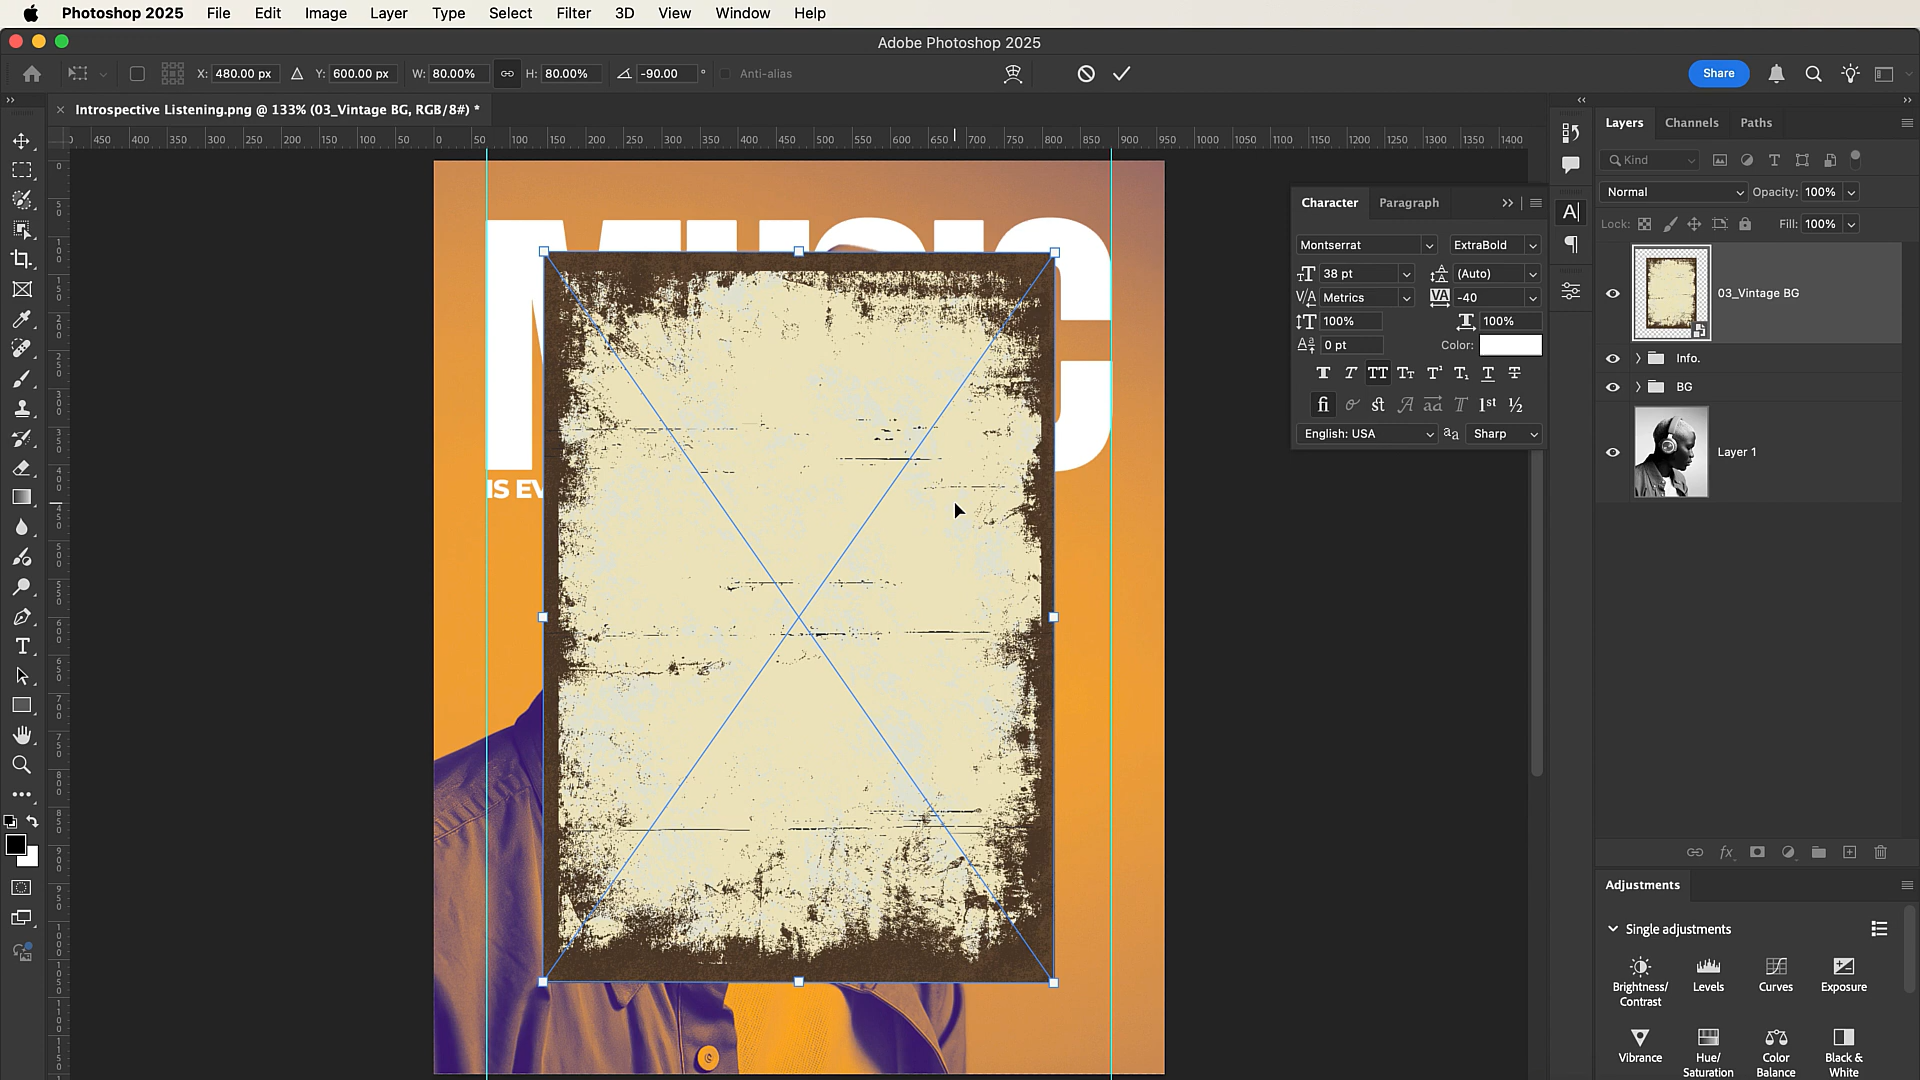 Photoshop 2025 File Edit Image Layer Type Select Filter 3D View Window Help
Adobe Photoshop 2025
X: 480.00 px Y: 600.00 px W: 80.00% H: 80.00% -90.00 ° Anti-alias Share
Introspective Listening.png @ 133% (03_Vintage BG, RGB/8#) *
450 400 350 300 250 200 150 100 50 0 50 100 150 200 250 300 350 400 450 500 550 600 650 700 750 800 850 900 950 1000 1050 1100 1150 1200 1250 1300 1350 1400
MUSIC
IS EV
Character Paragraph
Montserrat ExtraBold
38 pt (Auto)
Metrics -40
100% 100%
0 pt Color:
English: USA Sharp
Layers Channels Paths
Kind
Normal Opacity: 100%
Lock: Fill: 100%
03_Vintage BG
Info.
BG
Layer 1
Adjustments
Single adjustments
Brightness/
Contrast
Levels
Curves
Exposure
Vibrance
Hue/
Saturation
Color
Balance
Black &
White